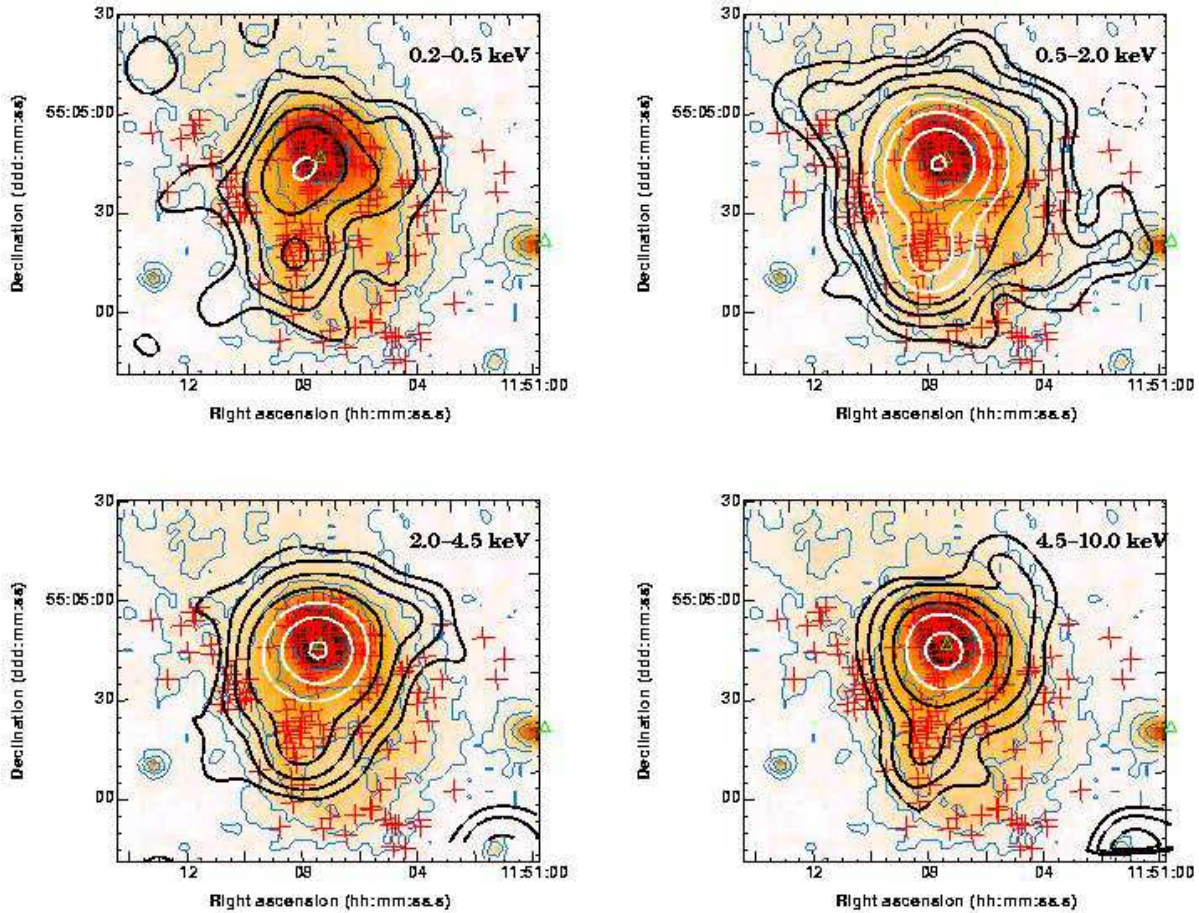 30
0.2–0.5 keV
55:05:00
30
00
Declination (ddd:mm:ss)
12
08
04
11:51:00
Right ascension (hh:mm:ss.s)
30
0.5–2.0 keV
55:05:00
30
00
Declination (ddd:mm:ss)
12
08
04
11:51:00
Right ascension (hh:mm:ss.s)
30
2.0–4.5 keV
55:05:00
30
00
Declination (ddd:mm:ss)
12
08
04
11:51:00
Right ascension (hh:mm:ss.s)
30
4.5–10.0 keV
55:05:00
30
00
Declination (ddd:mm:ss)
12
08
04
11:51:00
Right ascension (hh:mm:ss.s)